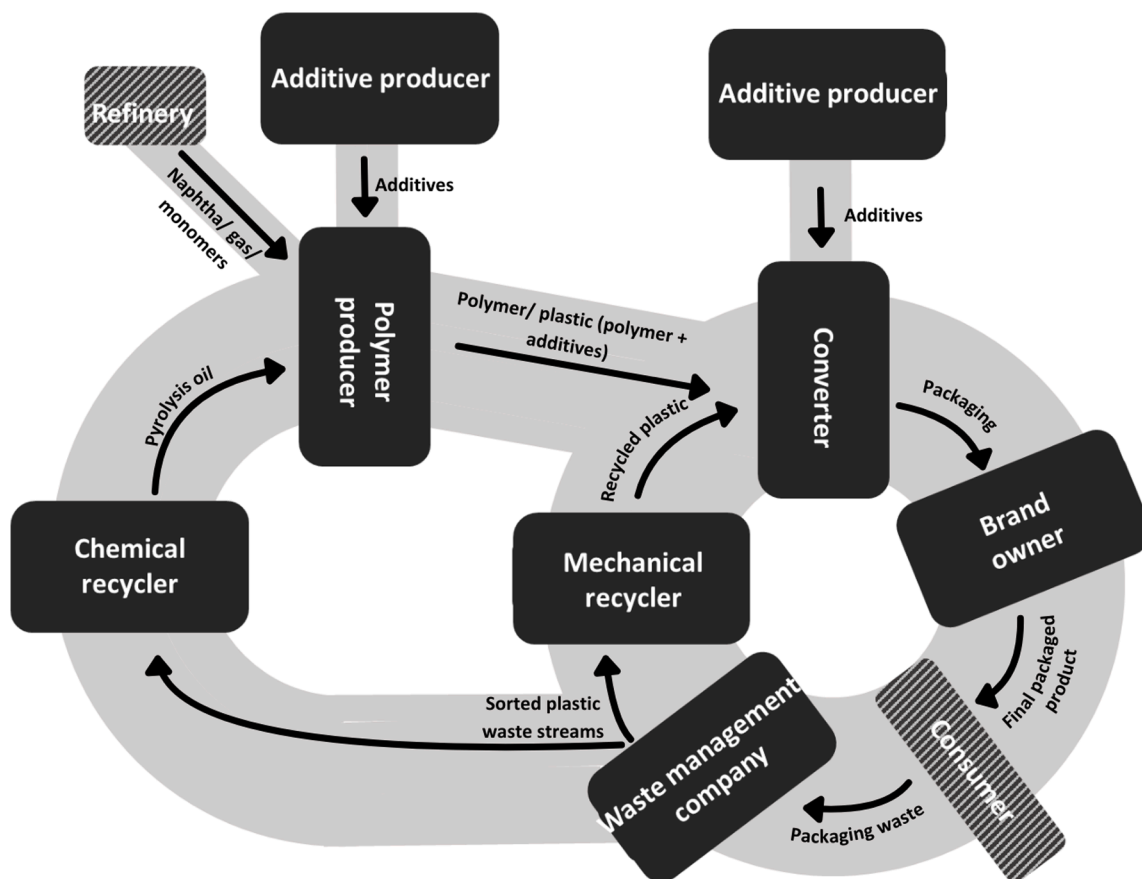 Additive producer
Additive producer
Refinery
Additives
Additives
Naphtha/ gas/
monomers
Polymer
producer
Polymer/ plastic (polymer +
additives)
Converter
Pyrolysis oil
Recycled plastic
Packaging
Brand
owner
Chemical
recycler
Mechanical
recycler
Final packaged
product
Sorted plastic
waste streams
Waste management
company
Consumer
Packaging waste